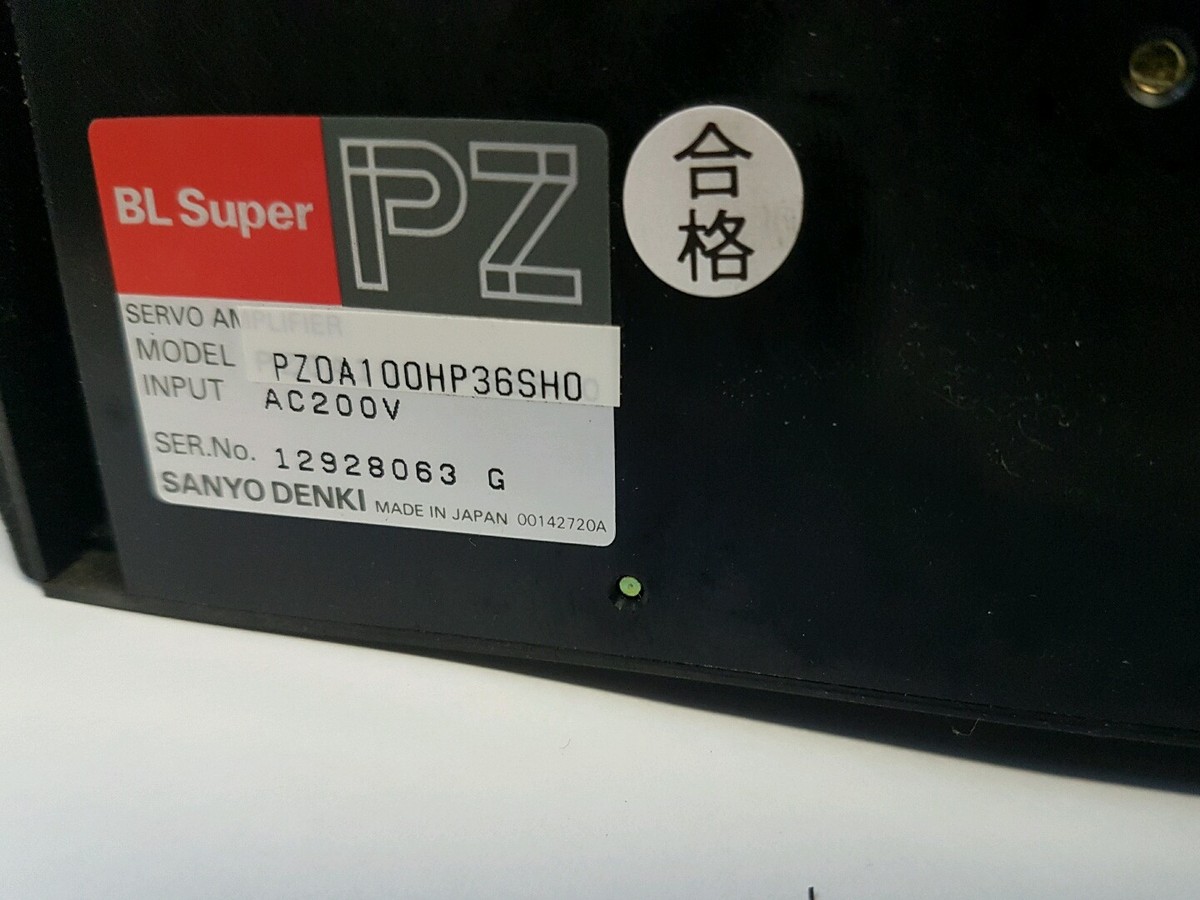 BL Super
PZ
合
格
SERVO AMPLIFIER
MODEL PZ0A100HP36SH0
INPUT AC200V
SER.No. 12928063 G
SANYO DENKI MADE IN JAPAN 00142720A